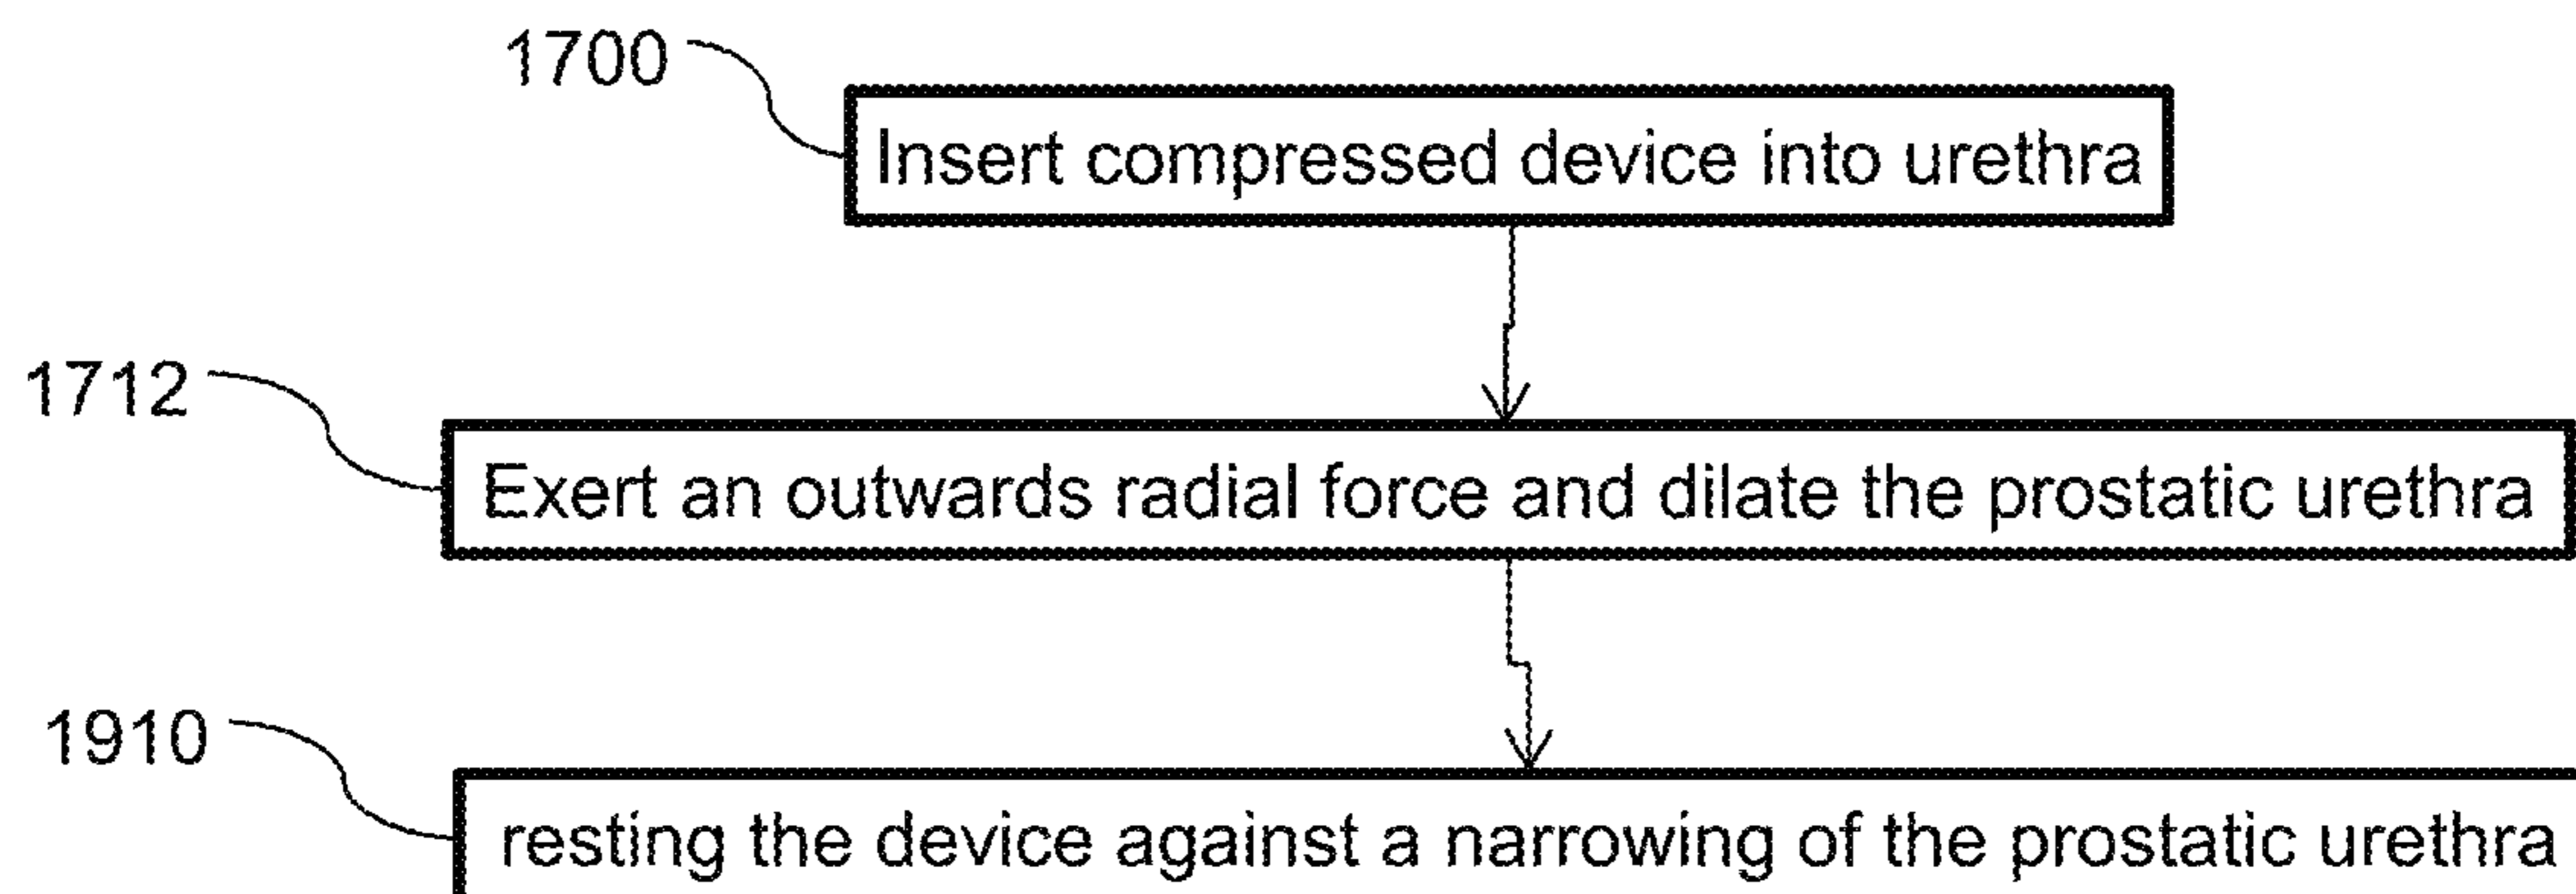 1700
Insert compressed device into urethra
1712
Exert an outwards radial force and dilate the prostatic urethra
1910
resting the device against a narrowing of the prostatic urethra